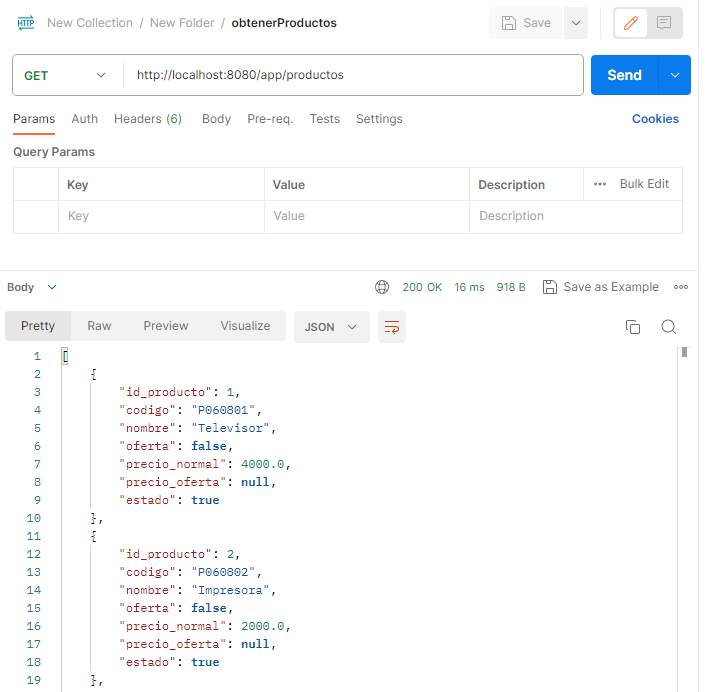 HTTP New Collection / New Folder / obtenerProductos Save
GET http://localhost:8080/app/productos Send
Params Auth Headers (6) Body Pre-req. Tests Settings Cookies
Query Params
Key Value Description ••• Bulk Edit
Key Value Description
Body 200 OK 16 ms 918 B Save as Example •••
Pretty Raw Preview Visualize JSON
1 [
2 {
3 "id_producto": 1,
4 "codigo": "P060801",
5 "nombre": "Televisor",
6 "oferta": false,
7 "precio_normal": 4000.0,
8 "precio_oferta": null,
9 "estado": true
10 },
11 {
12 "id_producto": 2,
13 "codigo": "P060802",
14 "nombre": "Impresora",
15 "oferta": false,
16 "precio_normal": 2000.0,
17 "precio_oferta": null,
18 "estado": true
19 },